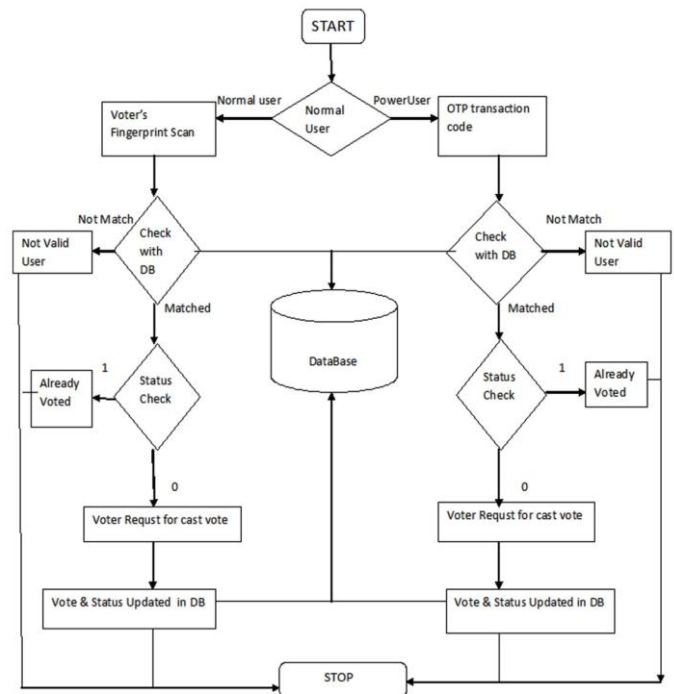 START
Normal user
PowerUser
Voter's
Fingerprint Scan
Normal
User
OTP transaction
code
Not Match
Not Match
Not Valid
User
Check
with
DB
Check
with DB
Not Valid
User
Matched
Matched
DataBase
1
Already
Voted
Status
Check
Status
Check
1
Already
Voted
0
0
Voter Requst for cast vote
Voter Requst for cast vote
Vote & Status Updated in DB
Vote & Status Updated in DB
STOP